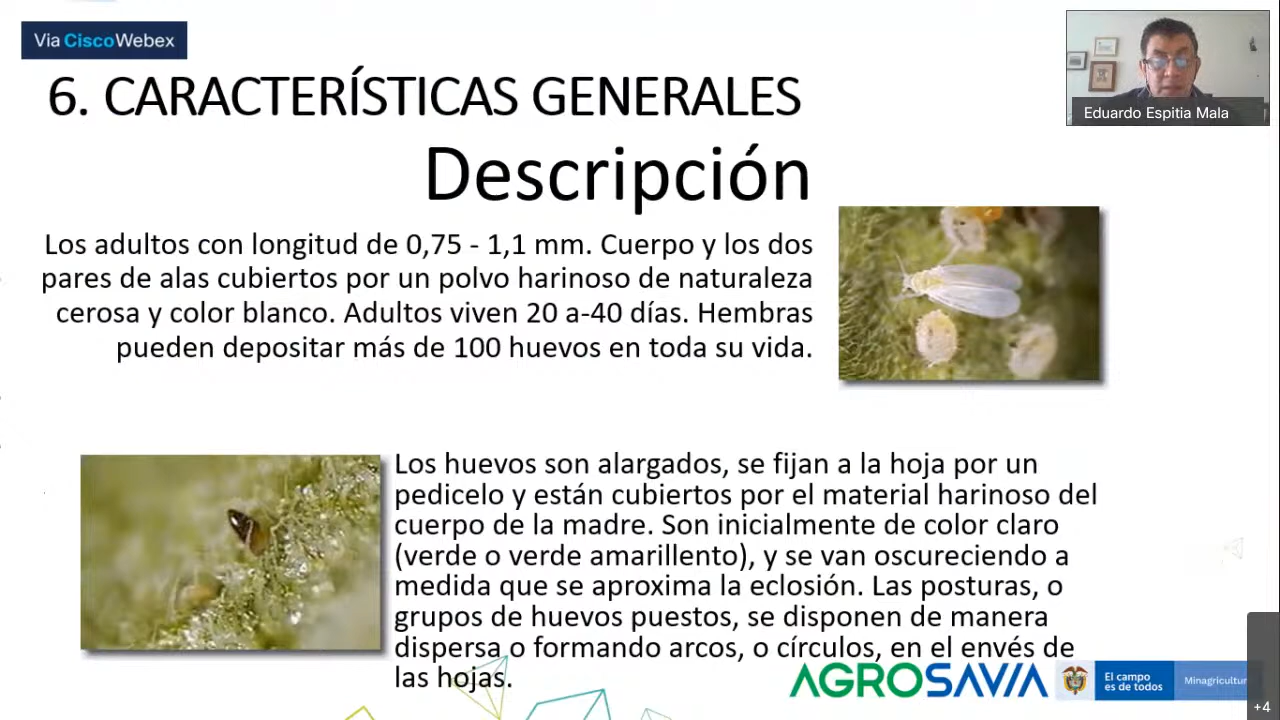 Via CiscoWebex
6. CARACTERÍSTICAS GENERALES
Eduardo Espitia Mala
Descripción
Los adultos con longitud de 0,75 - 1,1 mm. Cuerpo y los dos
pares de alas cubiertos por un polvo harinoso de naturaleza
cerosa y color blanco. Adultos viven 20 a-40 días. Hembras
pueden depositar más de 100 huevos en toda su vida.
Los huevos son alargados, se fijan a la hoja por un
pedicelo y están cubiertos por el material harinoso del
cuerpo de la madre. Son inicialmente de color claro
(verde o verde amarillento), y se van oscureciendo a
medida que se aproxima la eclosión. Las posturas, o
grupos de huevos puestos, se disponen de manera
dispersa o formando arcos, o círculos, en el envés de
las hojas.
AGROSAVIA
El campo
es de todos
Minagricultur
+4